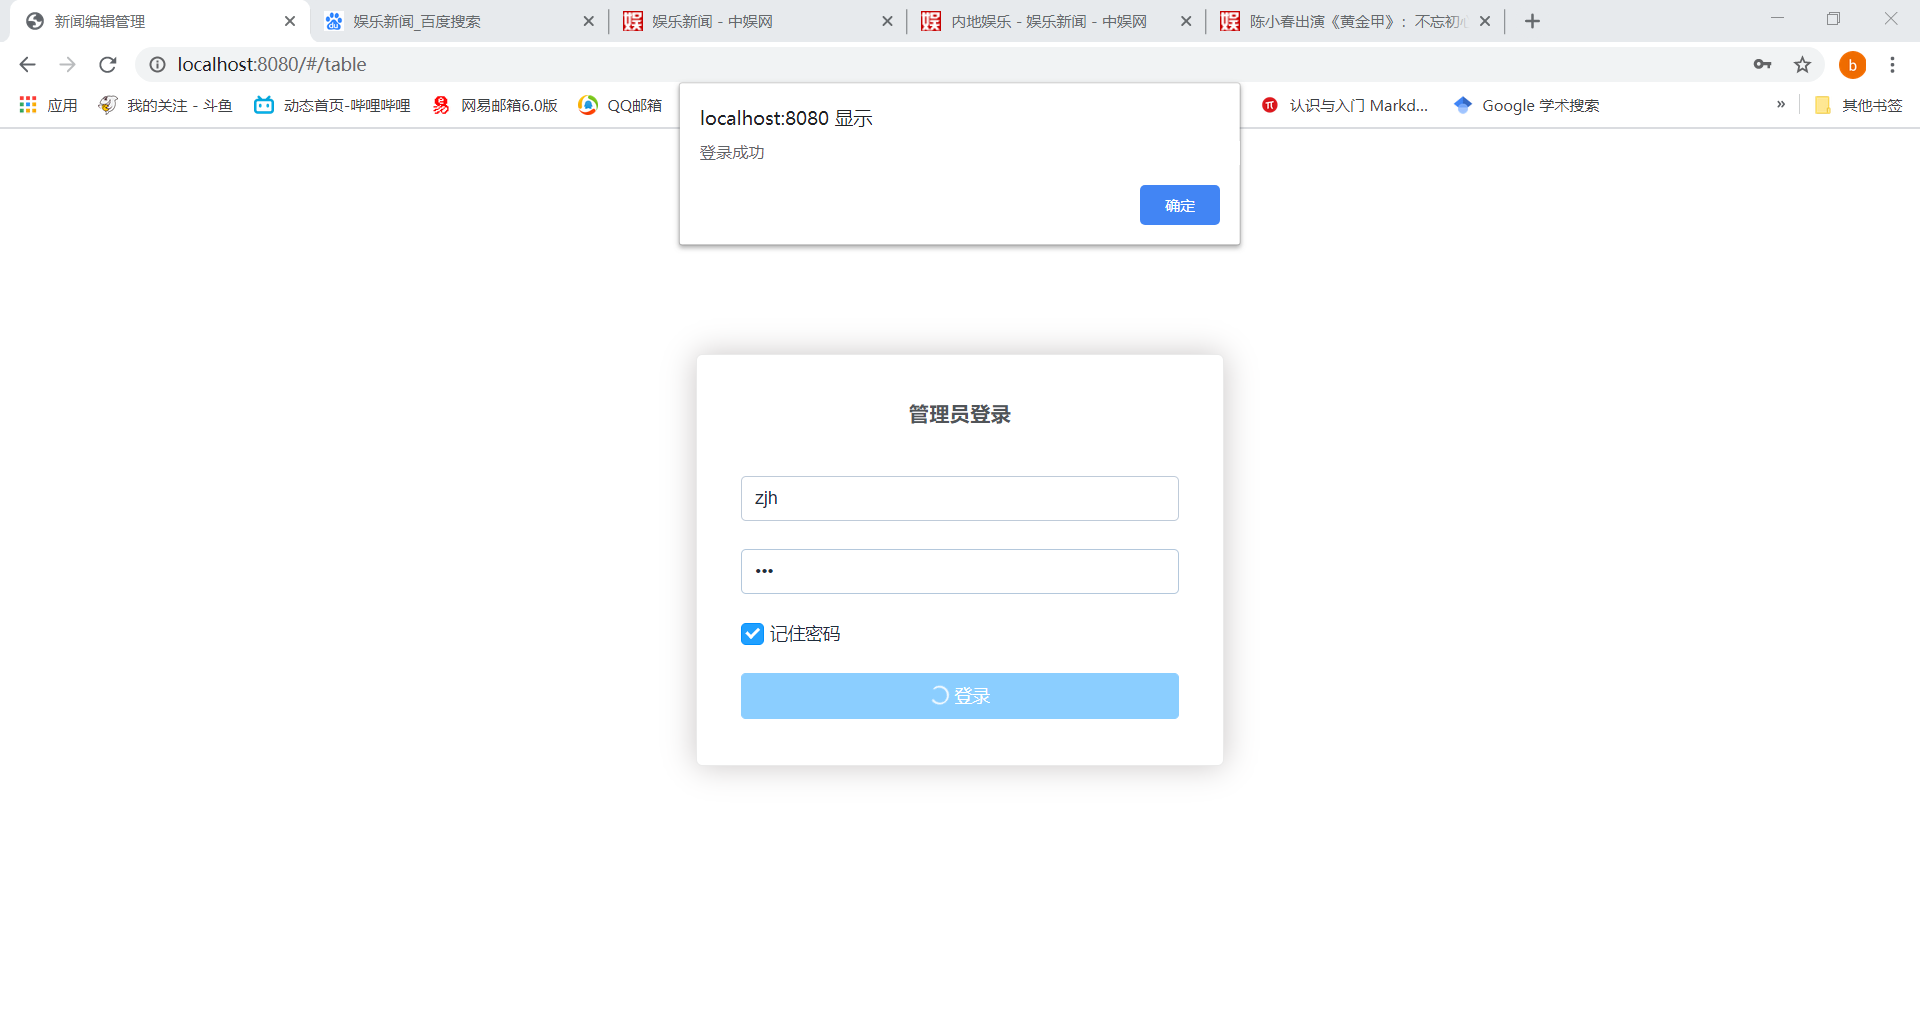 新闻编辑管理
娱乐新闻_百度搜索
娱乐新闻 - 中娱网
内地娱乐 - 娱乐新闻 - 中娱网
陈小春出演《黄金甲》：不忘初
localhost:8080/#/table
b
应用
我的关注 - 斗鱼
动态首页-哔哩哔哩
网易邮箱6.0版
QQ邮箱
认识与入门 Markd...
Google 学术搜索
»
其他书签
localhost:8080 显示
登录成功
确定
管理员登录
zjh
•••
记住密码
登录